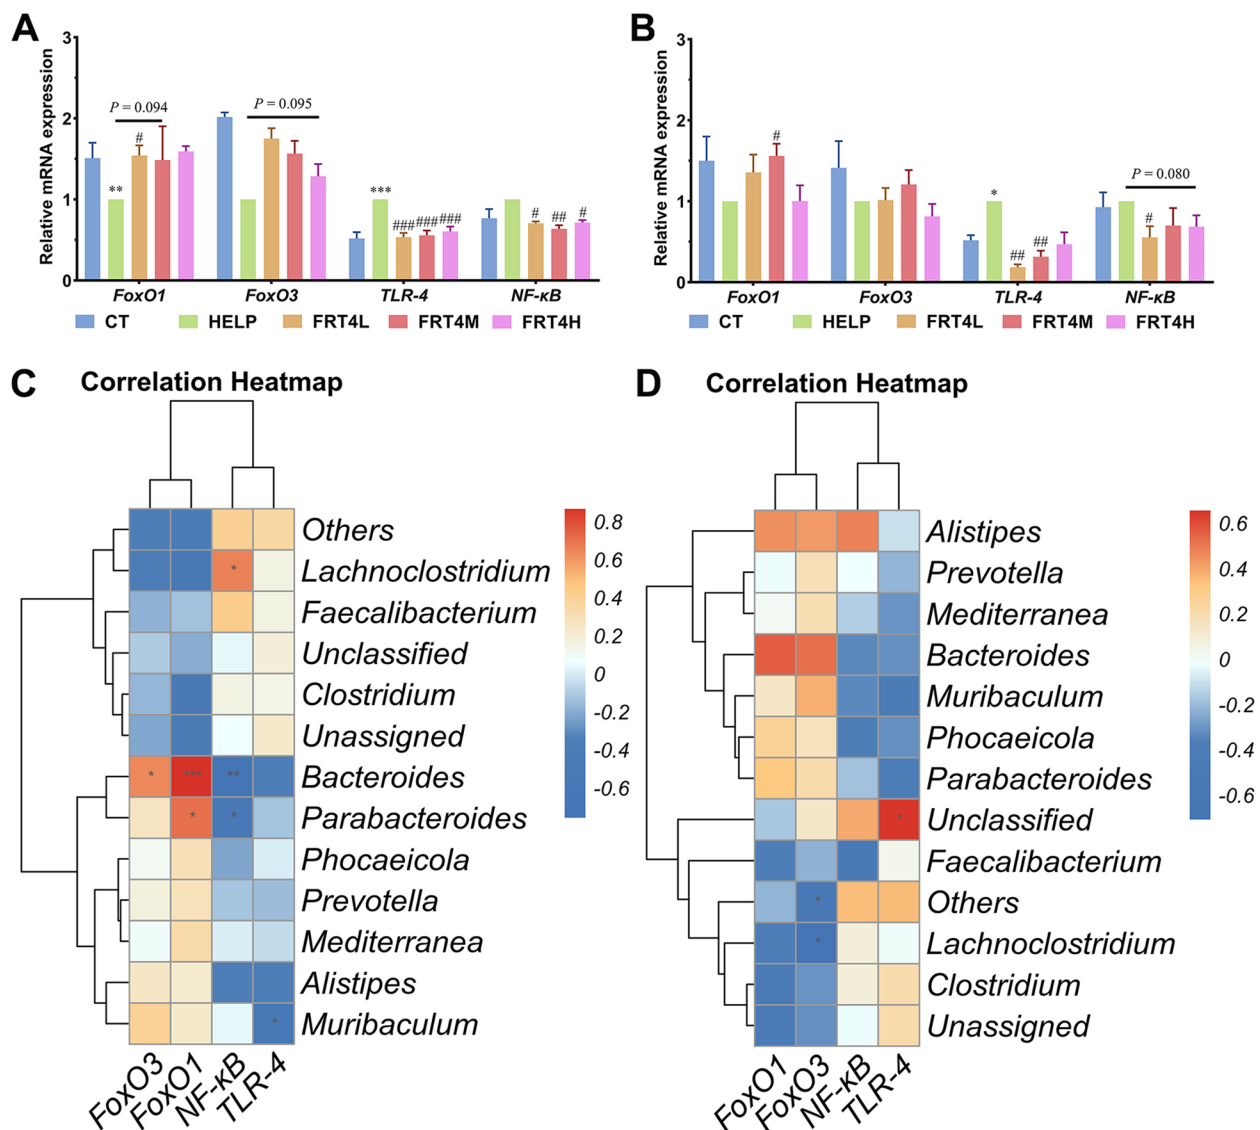 A
B
3
2
1
0
Relative mRNA expression
P = 0.094
P = 0.095
**
#
***
### ### ###
# ## #
FoxO1 FoxO3 TLR-4 NF-κB
CT HELP FRT4L FRT4M FRT4H
3
2
1
0
Relative mRNA expression
#
*
## ##
#
P = 0.080
FoxO1 FoxO3 TLR-4 NF-κB
CT HELP FRT4L FRT4M FRT4H
C
Correlation Heatmap
Others
Lachnoclostridium
*
Faecalibacterium
Unclassified
Clostridium
Unassigned
* *** ** Bacteroides
* * Parabacteroides
Phocaeicola
Prevotella
Mediterranea
Alistipes
* Muribaculum
FoxO3 FoxO1 NF-κB TLR-4
0.8
0.6
0.4
0.2
0
-0.2
-0.4
-0.6
D
Correlation Heatmap
Alistipes
Prevotella
Mediterranea
Bacteroides
Muribaculum
Phocaeicola
Parabacteroides
* Unclassified
Faecalibacterium
* Others
* Lachnoclostridium
Clostridium
Unassigned
FoxO1 FoxO3 NF-κB TLR-4
0.6
0.4
0.2
0
-0.2
-0.4
-0.6